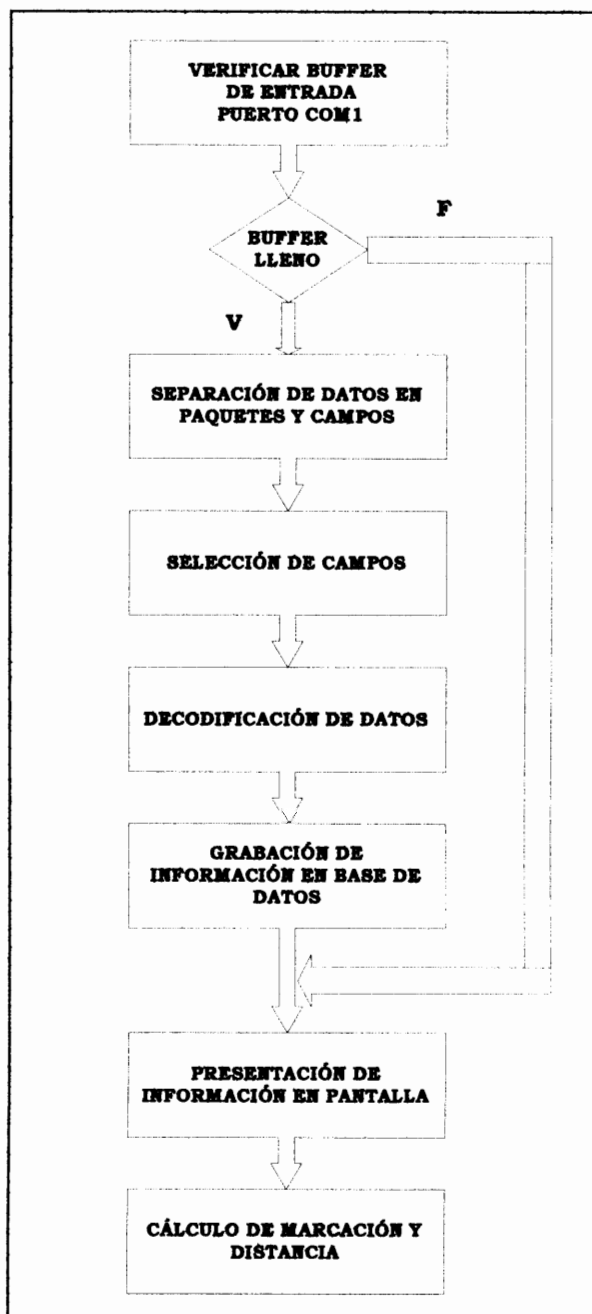 VERIFICAR BUFFER
DE ENTRADA
PUERTO COM1
F
BUFFER
LLENO
V
SEPARACIÓN DE DATOS EN
PAQUETES Y CAMPOS
SELECCIÓN DE CAMPOS
DECODIFICACIÓN DE DATOS
GRABACIÓN DE
INFORMACIÓN EN BASE DE
DATOS
PRESENTACIÓN DE
INFORMACIÓN EN PANTALLA
CÁLCULO DE MARCACIÓN Y
DISTANCIA